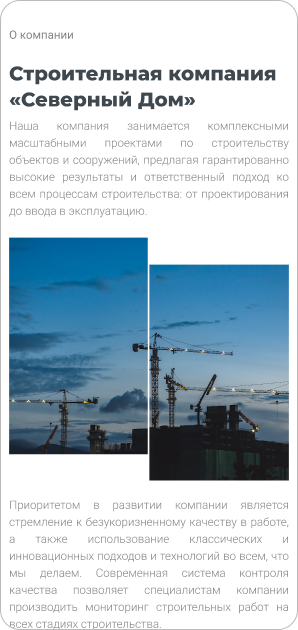 О компании
Строительная компания
«Северный Дом»
Наша компания занимается комплексными
масштабными проектами по строительству
объектов и сооружений, предлагая гарантированно
высокие результаты и ответственный подход ко
всем процессам строительства: от проектирования
до ввода в эксплуатацию.
Приоритетом в развитии компании является
стремление к безукоризненному качеству в работе,
а также использование классических и
инновационных подходов и технологий во всем, что
мы делаем. Современная система контроля
качества позволяет специалистам компании
производить мониторинг строительных работ на
всех стадиях строительства.